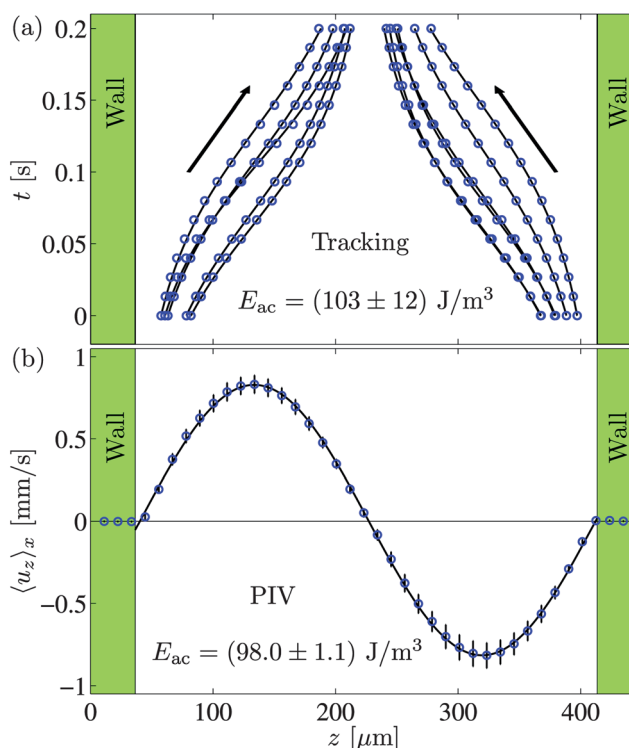 (a)
0.2
0.15
0.1
0.05
0
t [s]
Wall
Wall
Tracking
E_ac = (103 ± 12) J/m³
(b)
1
0.5
0
−0.5
−1
⟨u_z⟩_x [mm/s]
Wall
Wall
PIV
E_ac = (98.0 ± 1.1) J/m³
0 100 200 300 400
z [μm]